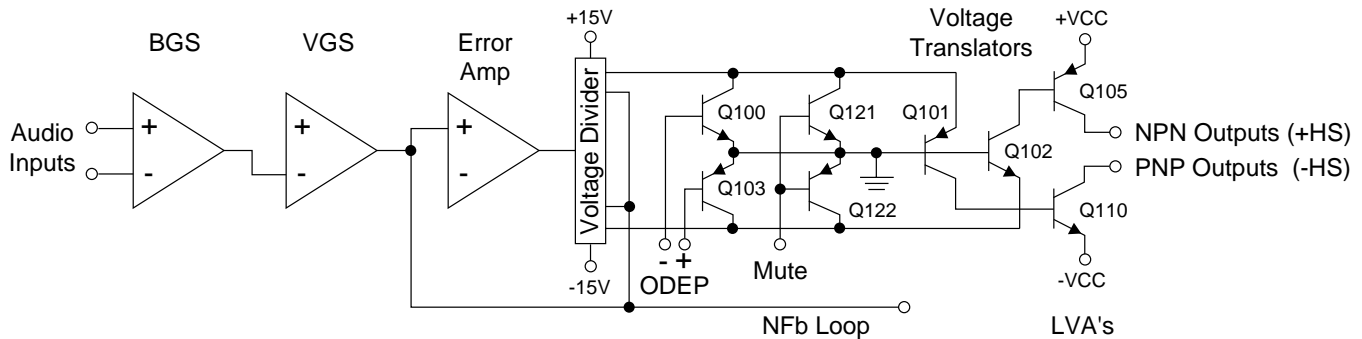 BGS
VGS
Error
Amp
+15V
Voltage
Translators
+VCC
Audio
Inputs
+
-
+
-
+
-
Voltage Divider
Q100
Q121
Q101
Q105
Q103
Q122
Q102
Q110
NPN Outputs (+HS)
PNP Outputs (-HS)
-15V
- +
ODEP
Mute
-VCC
NFb Loop
LVA's